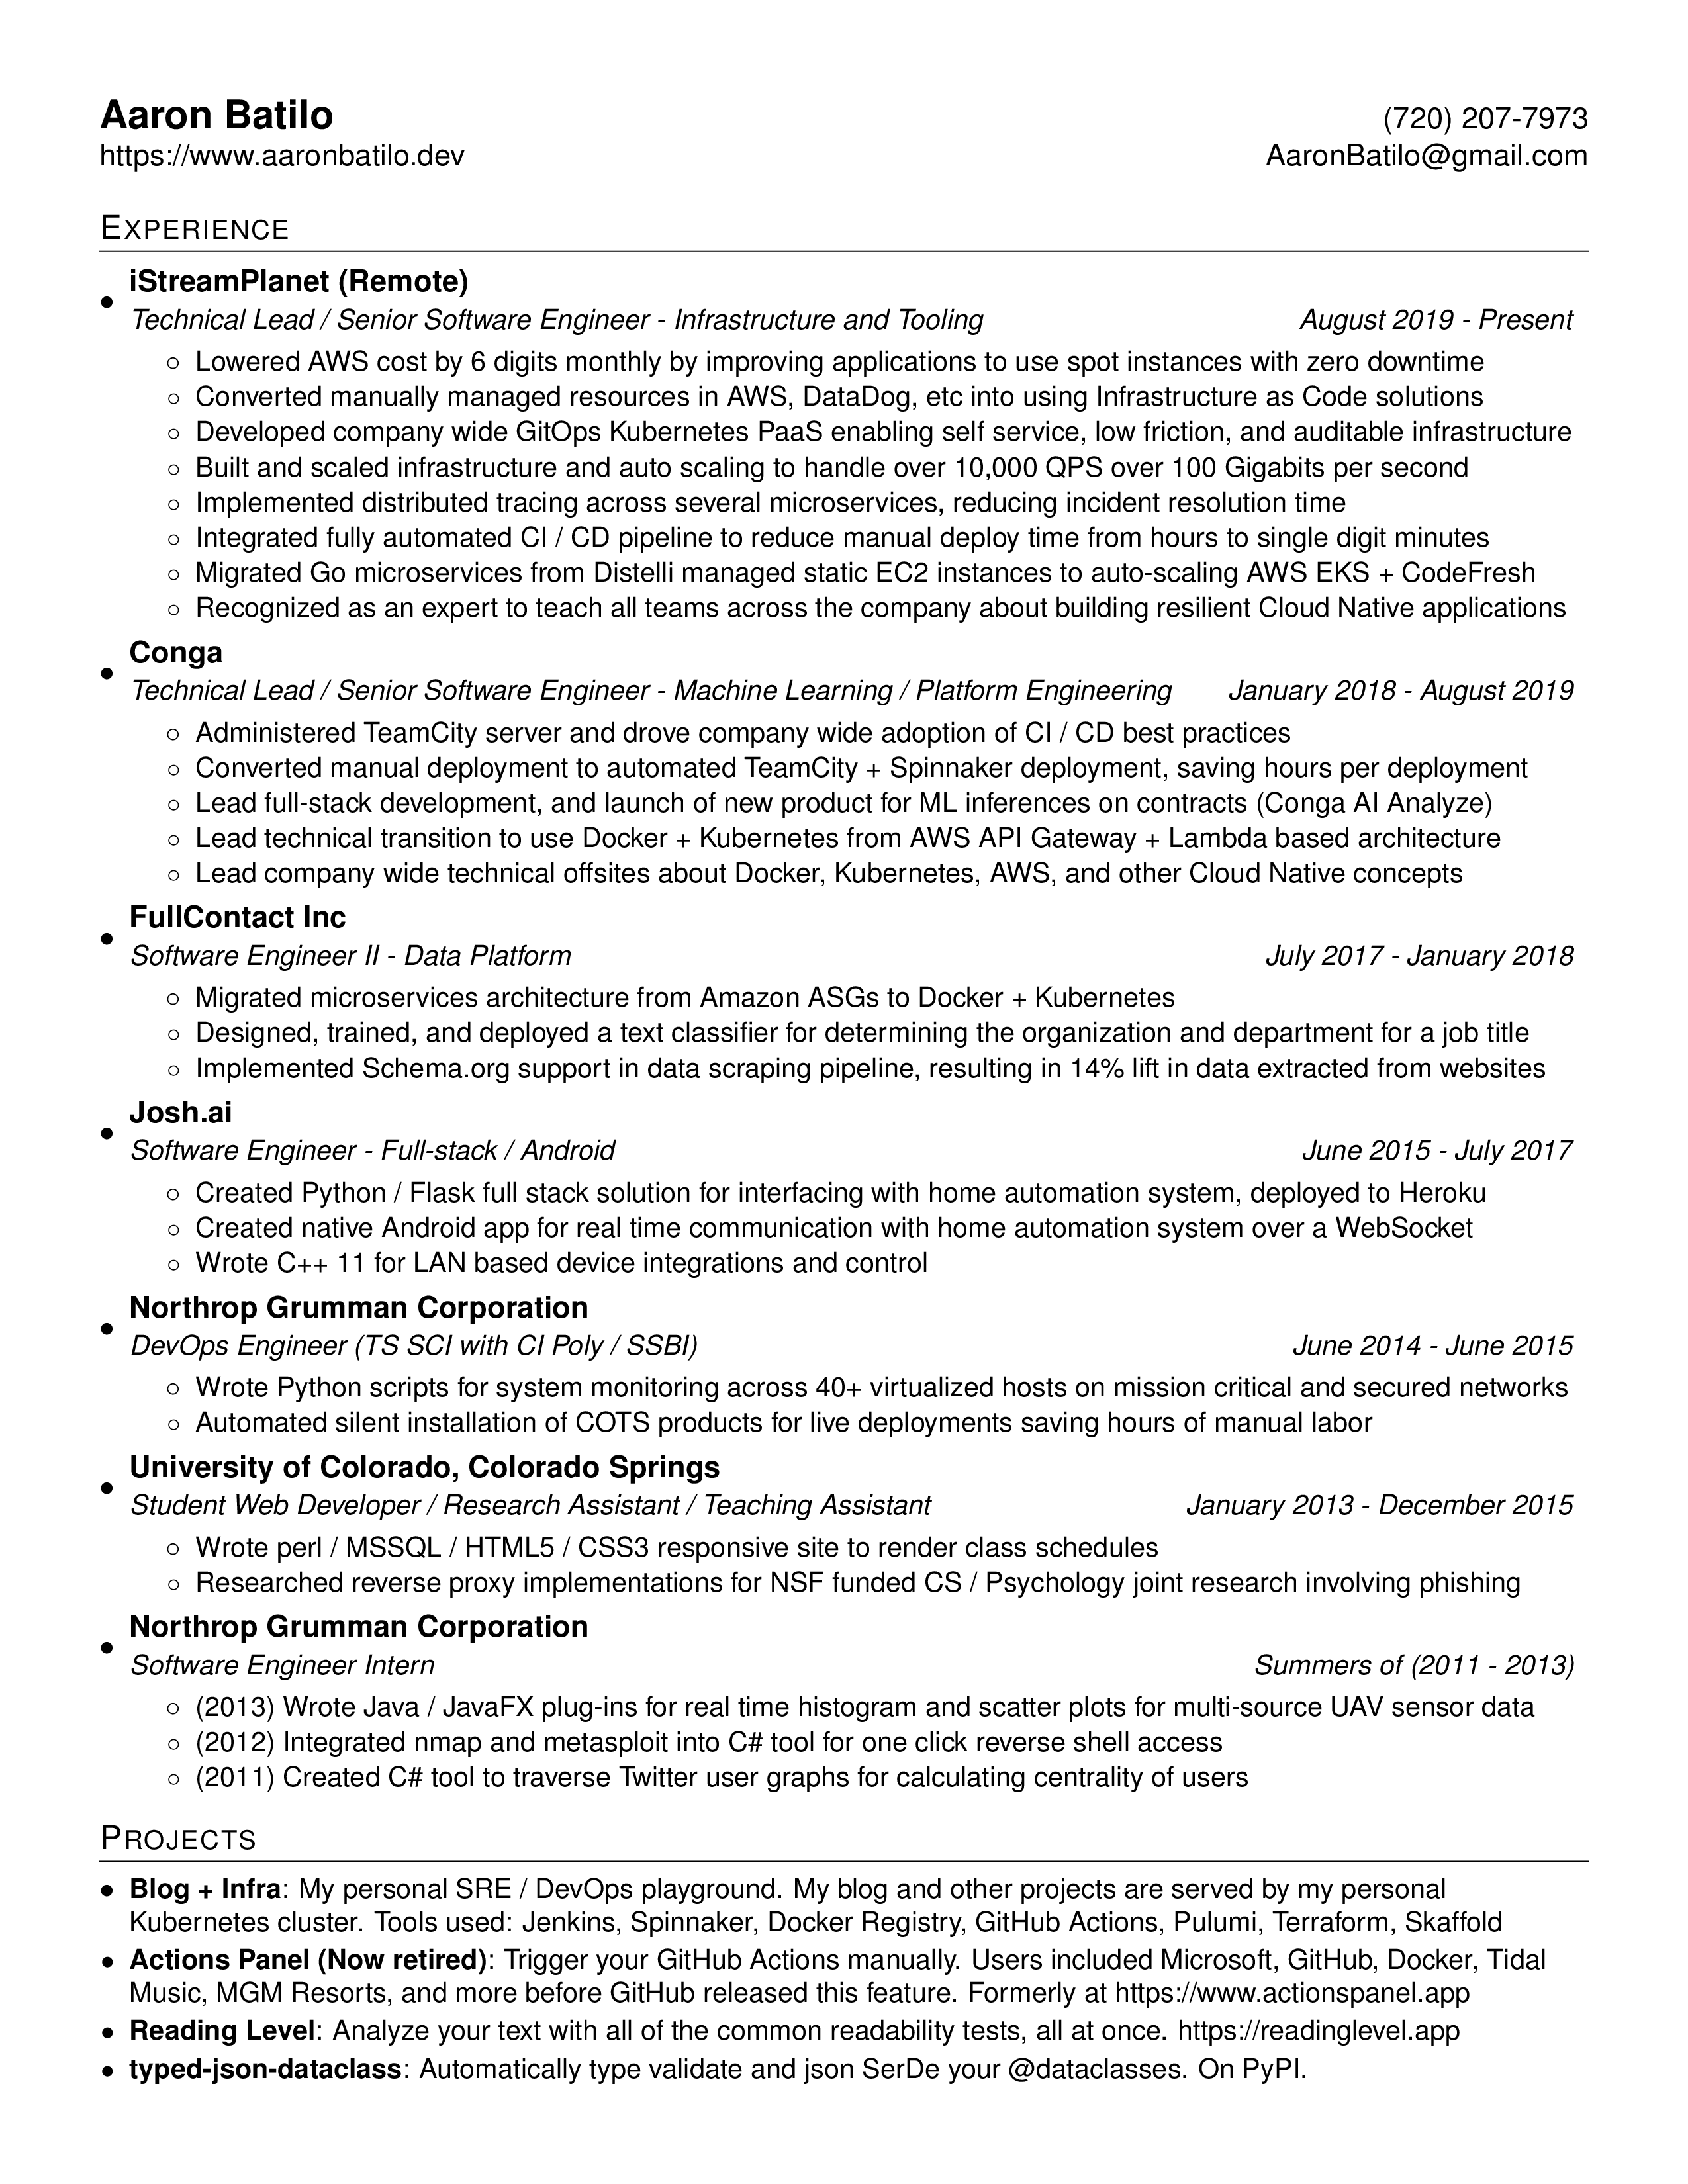 Aaron Batilo
(720) 207-7973
https://www.aaronbatilo.dev
AaronBatilo@gmail.com
EXPERIENCE
• iStreamPlanet (Remote)
Technical Lead / Senior Software Engineer - Infrastructure and Tooling August 2019 - Present
◦ Lowered AWS cost by 6 digits monthly by improving applications to use spot instances with zero downtime
◦ Converted manually managed resources in AWS, DataDog, etc into using Infrastructure as Code solutions
◦ Developed company wide GitOps Kubernetes PaaS enabling self service, low friction, and auditable infrastructure
◦ Built and scaled infrastructure and auto scaling to handle over 10,000 QPS over 100 Gigabits per second
◦ Implemented distributed tracing across several microservices, reducing incident resolution time
◦ Integrated fully automated CI / CD pipeline to reduce manual deploy time from hours to single digit minutes
◦ Migrated Go microservices from Distelli managed static EC2 instances to auto-scaling AWS EKS + CodeFresh
◦ Recognized as an expert to teach all teams across the company about building resilient Cloud Native applications
• Conga
Technical Lead / Senior Software Engineer - Machine Learning / Platform Engineering January 2018 - August 2019
◦ Administered TeamCity server and drove company wide adoption of CI / CD best practices
◦ Converted manual deployment to automated TeamCity + Spinnaker deployment, saving hours per deployment
◦ Lead full-stack development, and launch of new product for ML inferences on contracts (Conga AI Analyze)
◦ Lead technical transition to use Docker + Kubernetes from AWS API Gateway + Lambda based architecture
◦ Lead company wide technical offsites about Docker, Kubernetes, AWS, and other Cloud Native concepts
• FullContact Inc
Software Engineer II - Data Platform July 2017 - January 2018
◦ Migrated microservices architecture from Amazon ASGs to Docker + Kubernetes
◦ Designed, trained, and deployed a text classifier for determining the organization and department for a job title
◦ Implemented Schema.org support in data scraping pipeline, resulting in 14% lift in data extracted from websites
• Josh.ai
Software Engineer - Full-stack / Android June 2015 - July 2017
◦ Created Python / Flask full stack solution for interfacing with home automation system, deployed to Heroku
◦ Created native Android app for real time communication with home automation system over a WebSocket
◦ Wrote C++ 11 for LAN based device integrations and control
• Northrop Grumman Corporation
DevOps Engineer (TS SCI with CI Poly / SSBI) June 2014 - June 2015
◦ Wrote Python scripts for system monitoring across 40+ virtualized hosts on mission critical and secured networks
◦ Automated silent installation of COTS products for live deployments saving hours of manual labor
• University of Colorado, Colorado Springs
Student Web Developer / Research Assistant / Teaching Assistant January 2013 - December 2015
◦ Wrote perl / MSSQL / HTML5 / CSS3 responsive site to render class schedules
◦ Researched reverse proxy implementations for NSF funded CS / Psychology joint research involving phishing
• Northrop Grumman Corporation
Software Engineer Intern Summers of (2011 - 2013)
◦ (2013) Wrote Java / JavaFX plug-ins for real time histogram and scatter plots for multi-source UAV sensor data
◦ (2012) Integrated nmap and metasploit into C# tool for one click reverse shell access
◦ (2011) Created C# tool to traverse Twitter user graphs for calculating centrality of users
PROJECTS
• Blog + Infra: My personal SRE / DevOps playground. My blog and other projects are served by my personal
Kubernetes cluster. Tools used: Jenkins, Spinnaker, Docker Registry, GitHub Actions, Pulumi, Terraform, Skaffold
• Actions Panel (Now retired): Trigger your GitHub Actions manually. Users included Microsoft, GitHub, Docker, Tidal
Music, MGM Resorts, and more before GitHub released this feature. Formerly at https://www.actionspanel.app
• Reading Level: Analyze your text with all of the common readability tests, all at once. https://readinglevel.app
• typed-json-dataclass: Automatically type validate and json SerDe your @dataclasses. On PyPI.